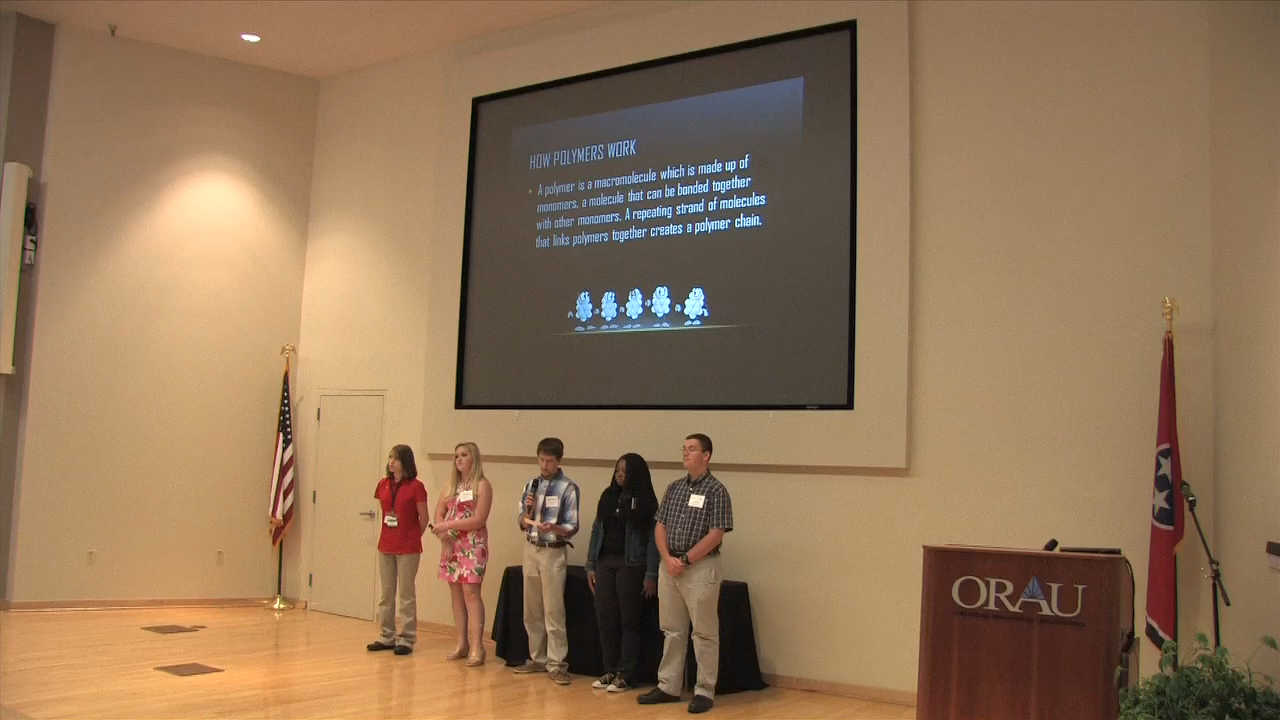 HOW POLYMERS WORK
• A polymer is a macromolecule which is made up of
monomers, a molecule that can be bonded together
with other monomers. A repeating strand of molecules
that links polymers together creates a polymer chain.
ORAU